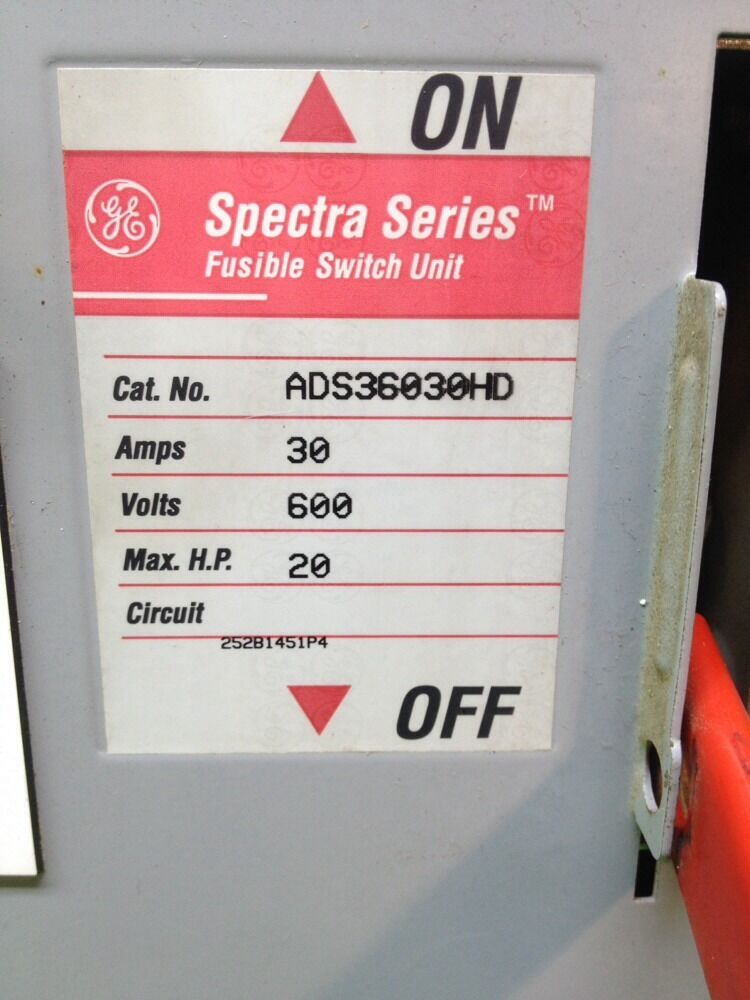 ON
GE
Spectra Series™
Fusible Switch Unit
Cat. No. ADS36030HD
Amps 30
Volts 600
Max. H.P. 20
Circuit
252B1451P4
OFF